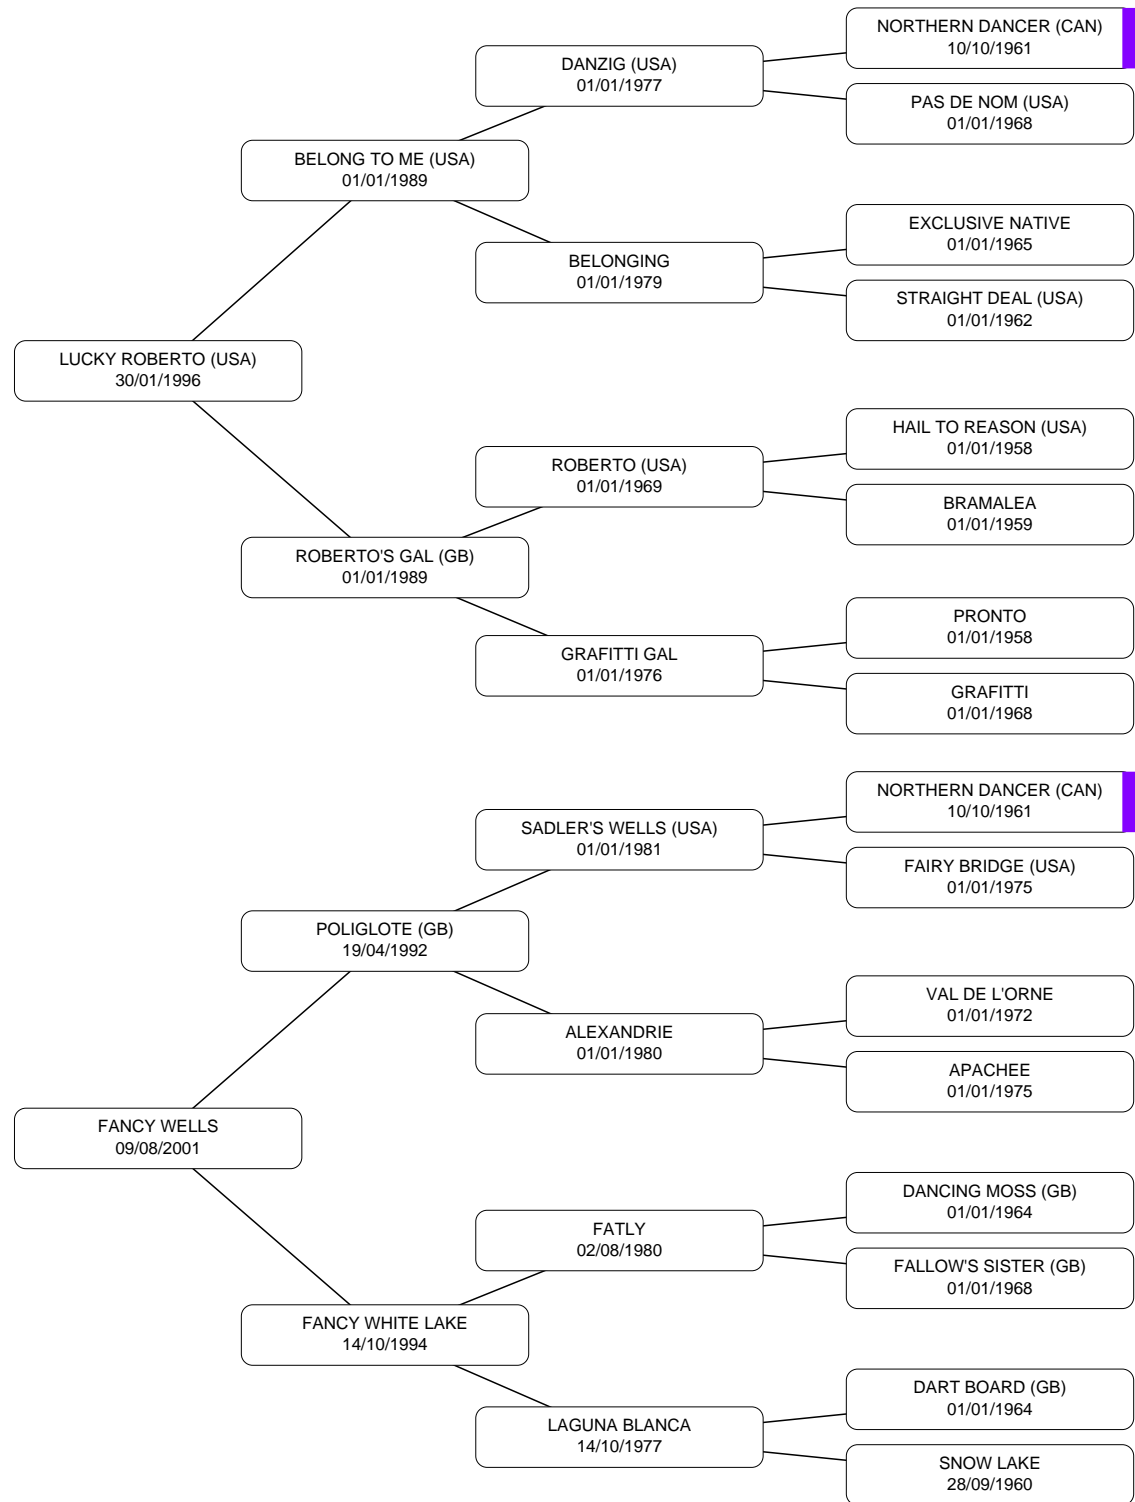 NORTHERN DANCER (CAN)
10/10/1961
DANZIG (USA)
01/01/1977
PAS DE NOM (USA)
01/01/1968
BELONG TO ME (USA)
01/01/1989
EXCLUSIVE NATIVE
01/01/1965
BELONGING
01/01/1979
STRAIGHT DEAL (USA)
01/01/1962
LUCKY ROBERTO (USA)
30/01/1996
HAIL TO REASON (USA)
01/01/1958
ROBERTO (USA)
01/01/1969
BRAMALEA
01/01/1959
ROBERTO'S GAL (GB)
01/01/1989
PRONTO
01/01/1958
GRAFITTI GAL
01/01/1976
GRAFITTI
01/01/1968
NORTHERN DANCER (CAN)
10/10/1961
SADLER'S WELLS (USA)
01/01/1981
FAIRY BRIDGE (USA)
01/01/1975
POLIGLOTE (GB)
19/04/1992
VAL DE L'ORNE
01/01/1972
ALEXANDRIE
01/01/1980
APACHEE
01/01/1975
FANCY WELLS
09/08/2001
DANCING MOSS (GB)
01/01/1964
FATLY
02/08/1980
FALLOW'S SISTER (GB)
01/01/1968
FANCY WHITE LAKE
14/10/1994
DART BOARD (GB)
01/01/1964
LAGUNA BLANCA
14/10/1977
SNOW LAKE
28/09/1960